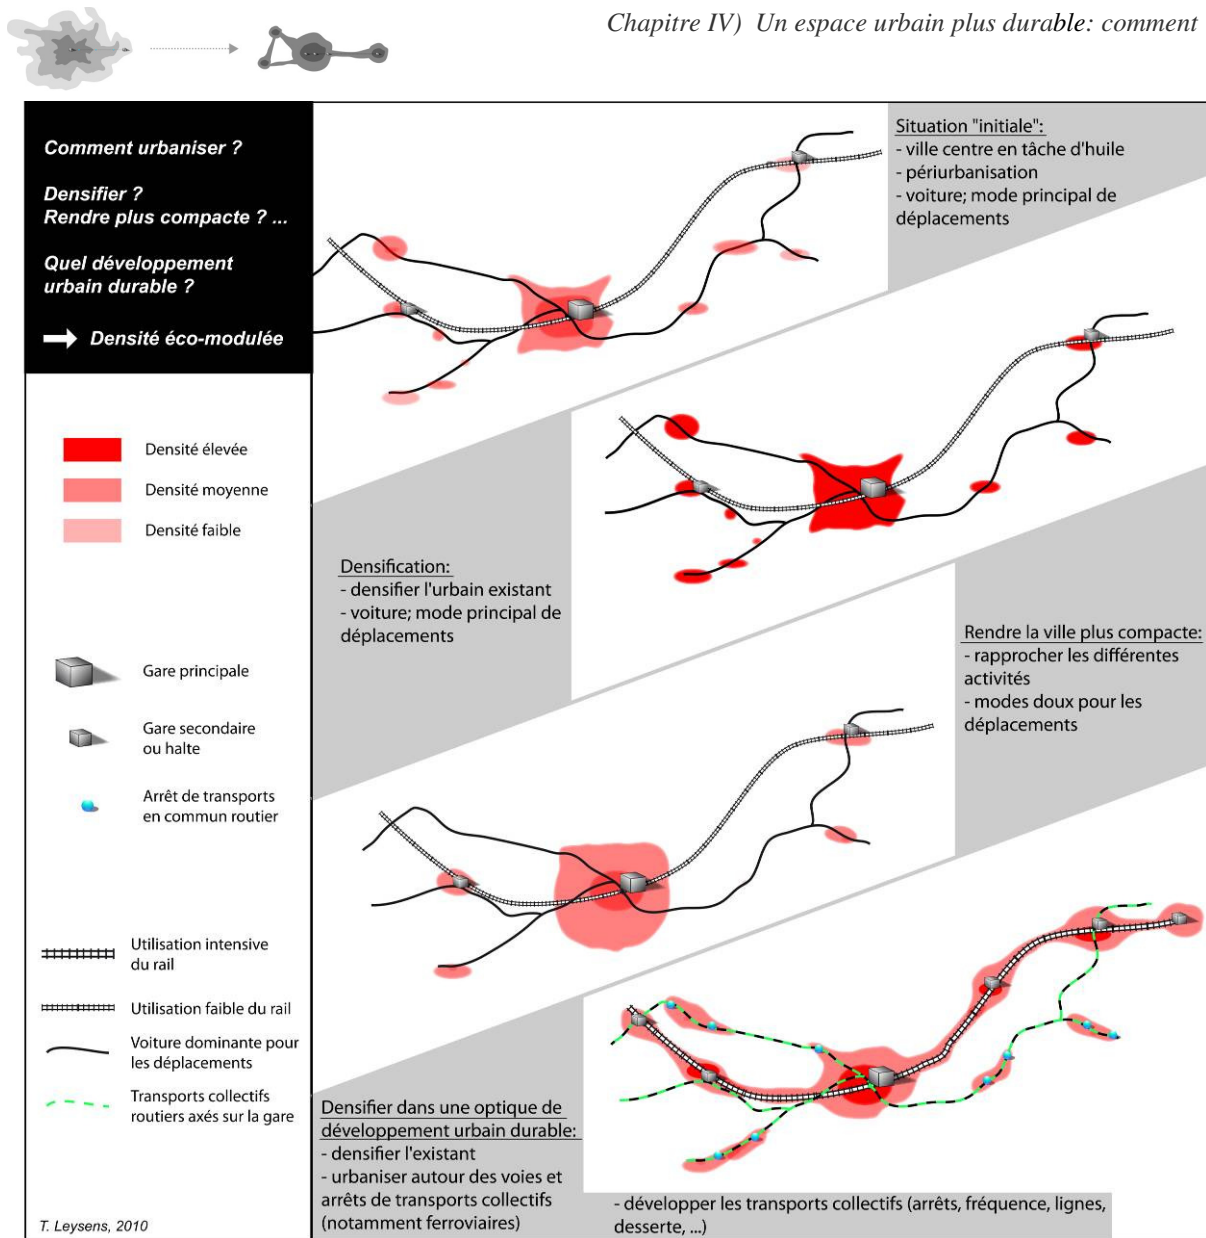 Chapitre IV) Un espace urbain plus durable: comment
Comment urbaniser ?
Densifier ?
Rendre plus compacte ? ...
Quel développement
urbain durable ?
Densité éco-modulée
Situation "initiale":
- ville centre en tâche d'huile
- périurbanisation
- voiture; mode principal de
déplacements
Densité élevée
Densité moyenne
Densité faible
Densification:
- densifier l'urbain existant
- voiture; mode principal de
déplacements
Rendre la ville plus compacte:
- rapprocher les différentes
activités
- modes doux pour les
déplacements
Gare principale
Gare secondaire
ou halte
Arrêt de transports
en commun routier
Utilisation intensive
du rail
Utilisation faible du rail
Voiture dominante pour
les déplacements
Transports collectifs
routiers axés sur la gare
Densifier dans une optique de
développement urbain durable:
- densifier l'existant
- urbaniser autour des voies et
arrêts de transports collectifs
(notamment ferroviaires)
- développer les transports collectifs (arrêts, fréquence, lignes,
desserte, ...)
T. Leysens, 2010